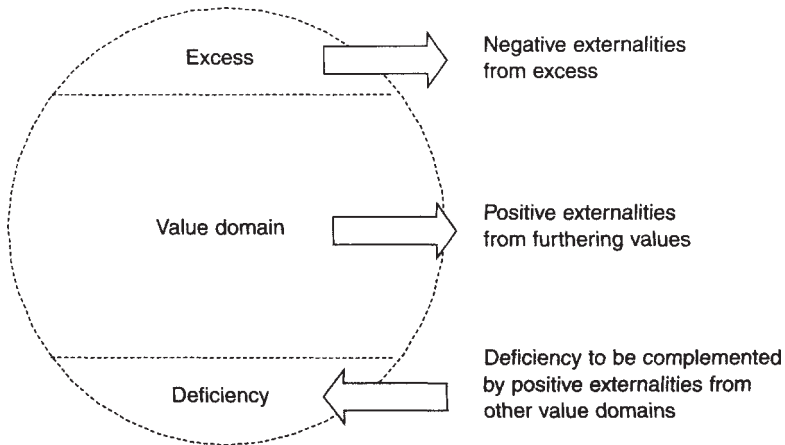 Excess
Negative externalities
from excess
Value domain
Positive externalities
from furthering values
Deficiency
Deficiency to be complemented
by positive externalities from
other value domains